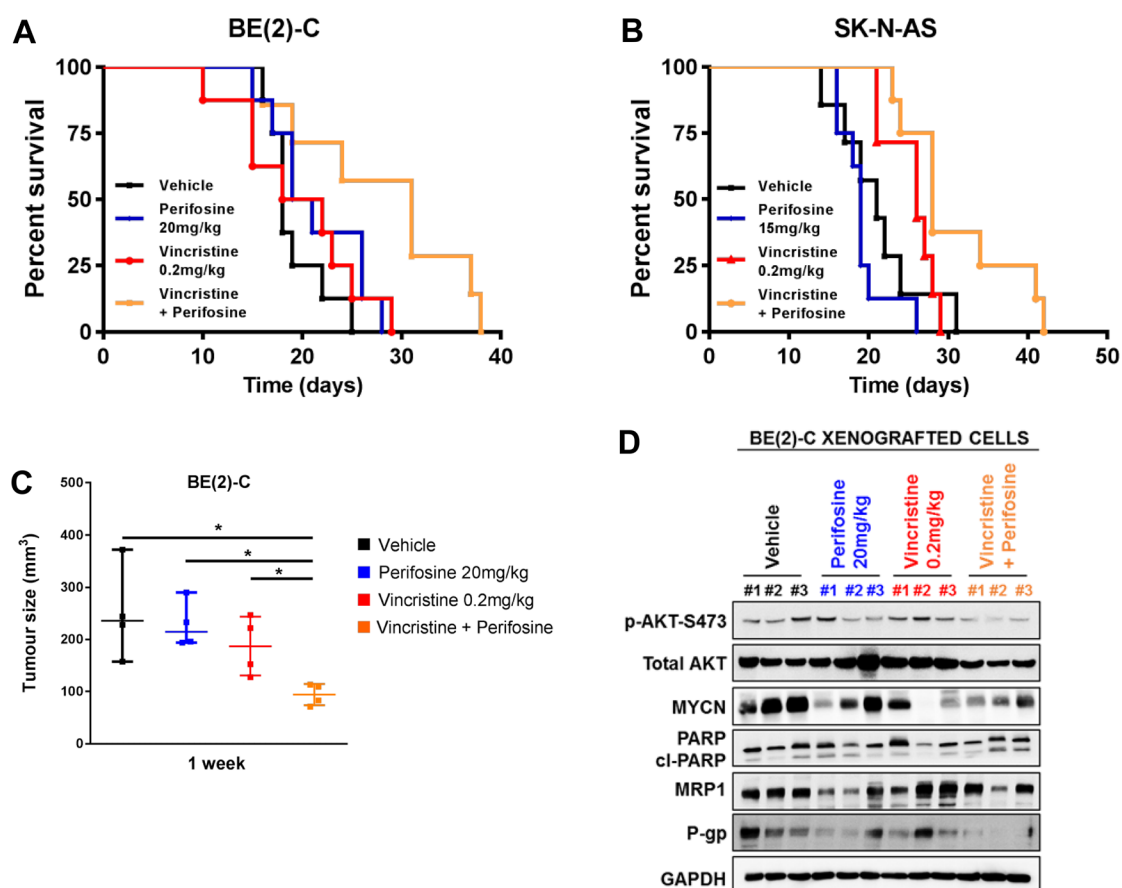 A
BE(2)-C
Percent survival
100
75
50
25
0
0 10 20 30 40
Time (days)
Vehicle
Perifosine
20mg/kg
Vincristine
0.2mg/kg
Vincristine
+ Perifosine
B
SK-N-AS
Percent survival
100
75
50
25
0
0 10 20 30 40 50
Time (days)
Vehicle
Perifosine
15mg/kg
Vincristine
0.2mg/kg
Vincristine
+ Perifosine
C
BE(2)-C
Tumour size (mm³)
500
400
300
200
100
0
* 
*
*
1 week
Vehicle
Perifosine 20mg/kg
Vincristine 0.2mg/kg
Vincristine + Perifosine
D
BE(2)-C XENOGRAFTED CELLS
Vehicle
Perifosine
20mg/kg
Vincristine
0.2mg/kg
Vincristine
+ Perifosine
#1 #2 #3 #1 #2 #3 #1 #2 #3 #1 #2 #3
p-AKT-S473
Total AKT
MYCN
PARP
cl-PARP
MRP1
P-gp
GAPDH